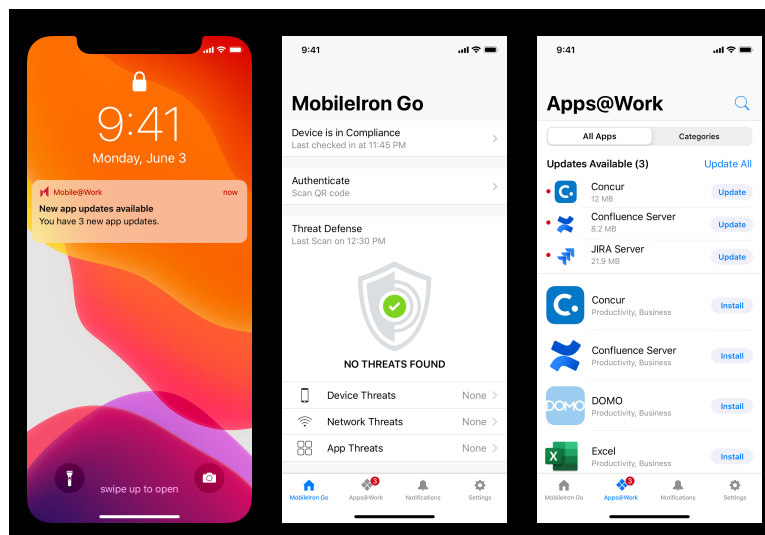 9:41
Monday, June 3
Mobile@Work now
New app updates available
You have 3 new app updates.
swipe up to open
9:41
MobileIron Go
Device is in Compliance
Last checked in at 11:45 PM
Authenticate
Scan QR code
Threat Defense
Last Scan on 12:30 PM
NO THREATS FOUND
Device Threats None
Network Threats None
App Threats None
3
MobileIron Go Apps@Work Notifications Settings
9:41
Apps@Work
All Apps Categories
Updates Available (3) Update All
Concur
12 MB
Update
Confluence Server
8.2 MB
Update
JIRA Server
21.9 MB
Update
C.
Concur
Productivity, Business
Install
Confluence Server
Productivity, Business
Install
DOMO
DOMO
Productivity, Business
Install
X
Excel
Productivity, Business
Install
3
MobileIron Go Apps@Work Notifications Settings